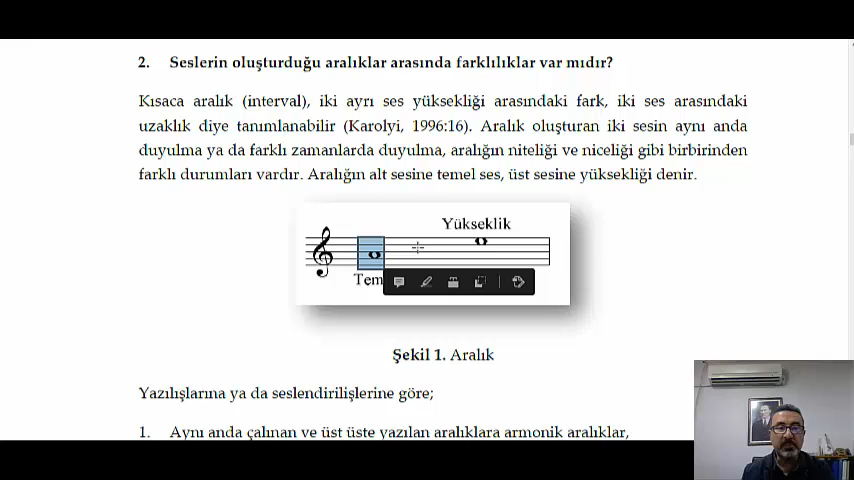 2. Seslerin oluşturduğu aralıklar arasında farklılıklar var mıdır?
Kısaca aralık (interval), iki ayrı ses yüksekliği arasındaki fark, iki ses arasındaki
uzaklık diye tanımlanabilir (Karolyi, 1996:16). Aralık oluşturan iki sesin aynı anda
duyulma ya da farklı zamanlarda duyulma, aralığın niteliği ve niceliği gibi birbirinden
farklı durumları vardır. Aralığın alt sesine temel ses, üst sesine yüksekliği denir.
Yükseklik
Tem
Şekil 1. Aralık
Yazılışlarına ya da seslendirilişlerine göre;
1. Aynı anda çalınan ve üst üste yazılan aralıklara armonik aralıklar,